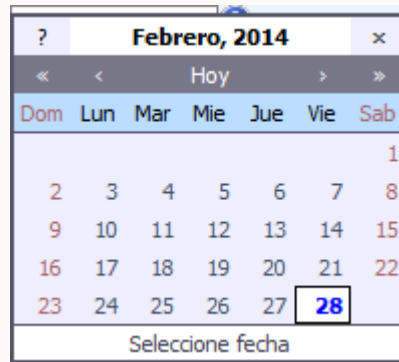 ? Febrero, 2014 ×
« ‹ Hoy › »
Dom Lun Mar Mie Jue Vie Sab
1
2 3 4 5 6 7 8
9 10 11 12 13 14 15
16 17 18 19 20 21 22
23 24 25 26 27 28
Seleccione fecha